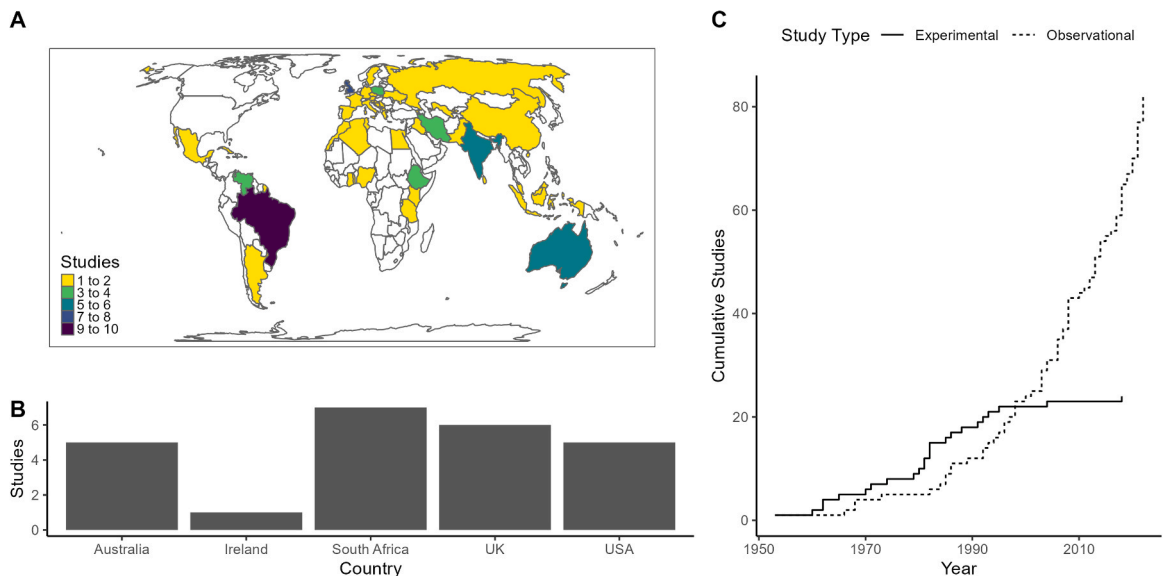 A
Studies
1 to 2
3 to 4
5 to 6
7 to 8
9 to 10
B
Studies
6
4
2
0
Australia Ireland South Africa UK USA
Country
C
Study Type Experimental Observational
Cumulative Studies
80
60
40
20
0
1950 1970 1990 2010
Year